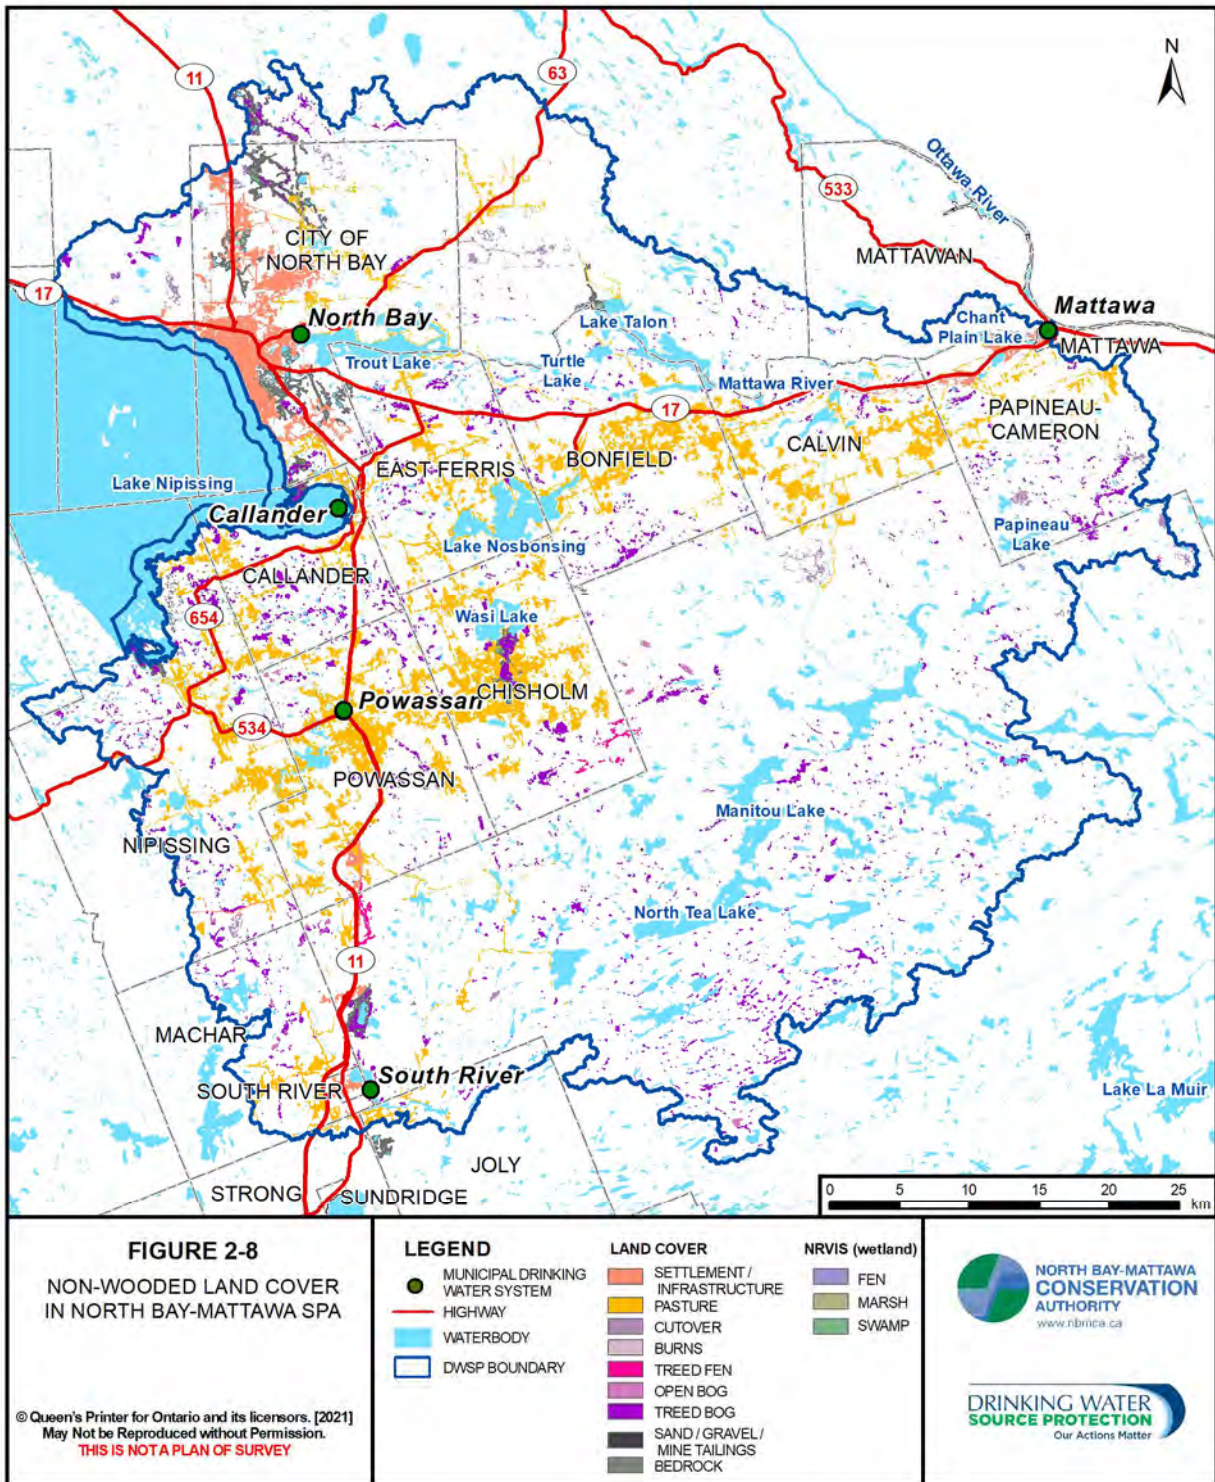 N
11
63
Ottawa River
533
CITY OF
NORTH BAY
MATTAWAN
17
North Bay
Lake Talon
Chant
Plain Lake
Mattawa
MATTAWA
Trout Lake
Turtle
Lake
Mattawa River
17
PAPINEAU-
CAMERON
CALVIN
EAST FERRIS
BONFIELD
Lake Nipissing
Callander
Lake Nosbonsing
Papineau
Lake
CALLANDER
654
Wasi Lake
CHISHOLM
Powassan
534
POWASSAN
Manitou Lake
NIPISSING
North Tea Lake
11
MACHAR
SOUTH RIVER
South River
Lake La Muir
JOLY
STRONG
SUNDRIDGE
0 5 10 15 20 25
km
FIGURE 2-8
NON-WOODED LAND COVER
IN NORTH BAY-MATTAWA SPA
© Queen's Printer for Ontario and its licensors. [2021]
May Not be Reproduced without Permission.
THIS IS NOT A PLAN OF SURVEY
LEGEND
MUNICIPAL DRINKING
WATER SYSTEM
HIGHWAY
WATERBODY
DWSP BOUNDARY
LAND COVER
SETTLEMENT /
INFRASTRUCTURE
PASTURE
CUTOVER
BURNS
TREED FEN
OPEN BOG
TREED BOG
SAND / GRAVEL /
MINE TAILINGS
BEDROCK
NRVIS (wetland)
FEN
MARSH
SWAMP
NORTH BAY-MATTAWA
CONSERVATION
AUTHORITY
www.nbmca.ca
DRINKING WATER
SOURCE PROTECTION
Our Actions Matter